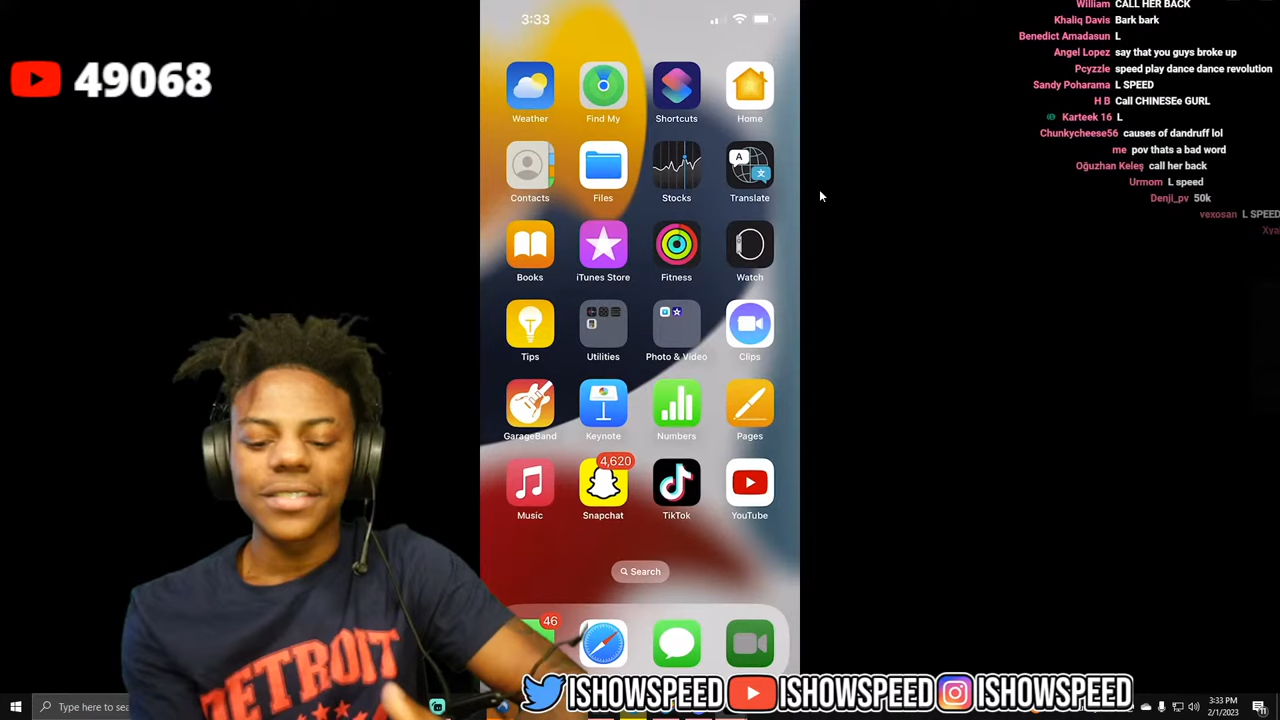 49068
3:33
Weather
Find My
Shortcuts
Home
Contacts
Files
Stocks
Translate
Books
iTunes Store
Fitness
Watch
Tips
Utilities
Photo & Video
Clips
GarageBand
Keynote
Numbers
Pages
4,620
Music
Snapchat
TikTok
YouTube
Search
46
William CALL HER BACK
Khaliq Davis Bark bark
Benedict Amadasun L
Angel Lopez say that you guys broke up
Pcyzzle speed play dance dance revolution
Sandy Poharama L SPEED
H B Call CHINESEe GURL
Karteek 16 L
Chunkycheese56 causes of dandruff lol
me pov thats a bad word
Oğuzhan Keleş call her back
Urmom L speed
Denji_pv 50k
vexosan L SPEED
DETROIT
ISHOWSPEED ISHOWSPEED ISHOWSPEED
Type here to
3:33 PM
2/1/2023